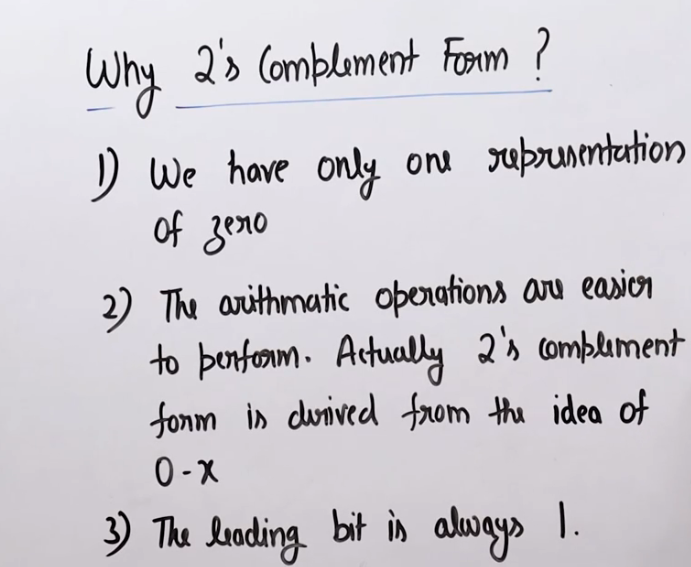 Why 2's Complement Form ?
1) We have only one representation
of zero
2) The arithmatic operations are easier
to perform. Actually 2's complement
form is derived from the idea of
0-x
3) The leading bit is always 1.